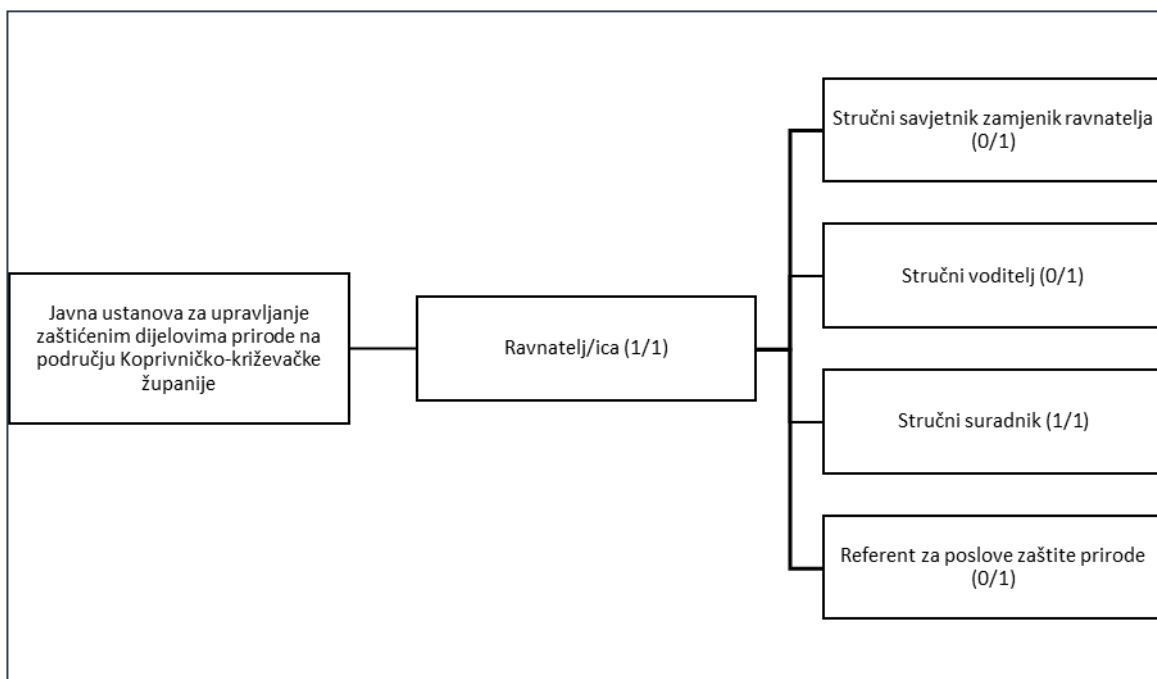 Javna ustanova za upravljanje
zaštićenim dijelovima prirode na
području Koprivničko-križevačke
županije
Ravnatelj/ica (1/1)
Stručni savjetnik zamjenik ravnatelja
(0/1)
Stručni voditelj (0/1)
Stručni suradnik (1/1)
Referent za poslove zaštite prirode
(0/1)